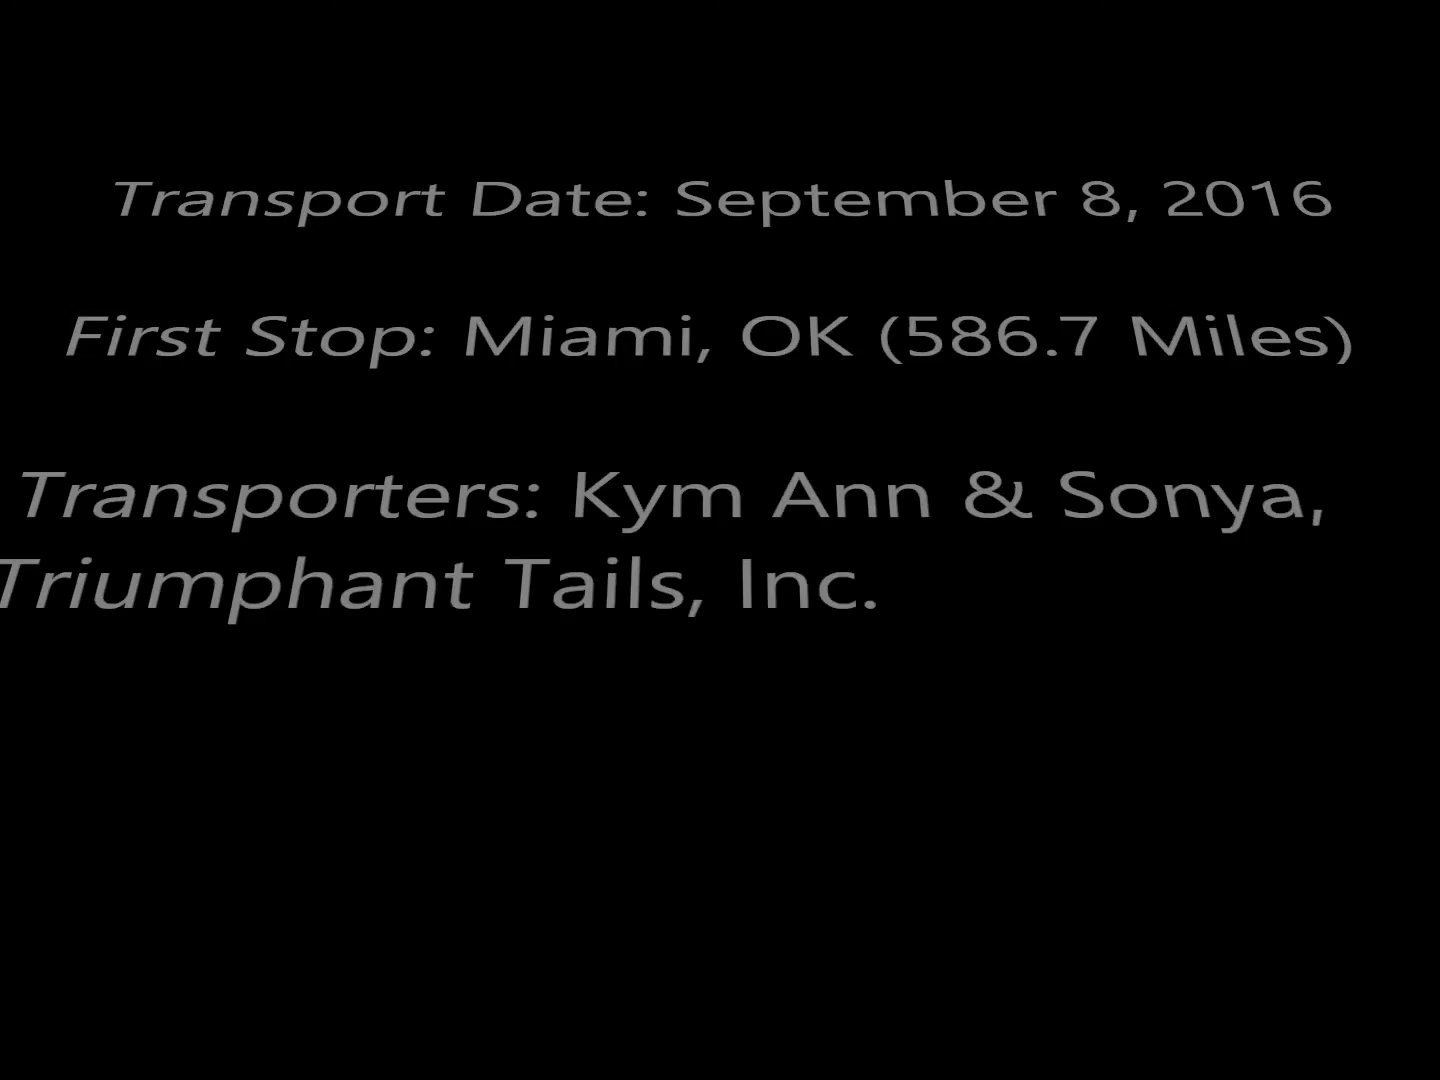 Transport Date: September 8, 2016
First Stop: Miami, OK (586.7 Miles)
Transporters: Kym Ann & Sonya,
Triumphant Tails, Inc.